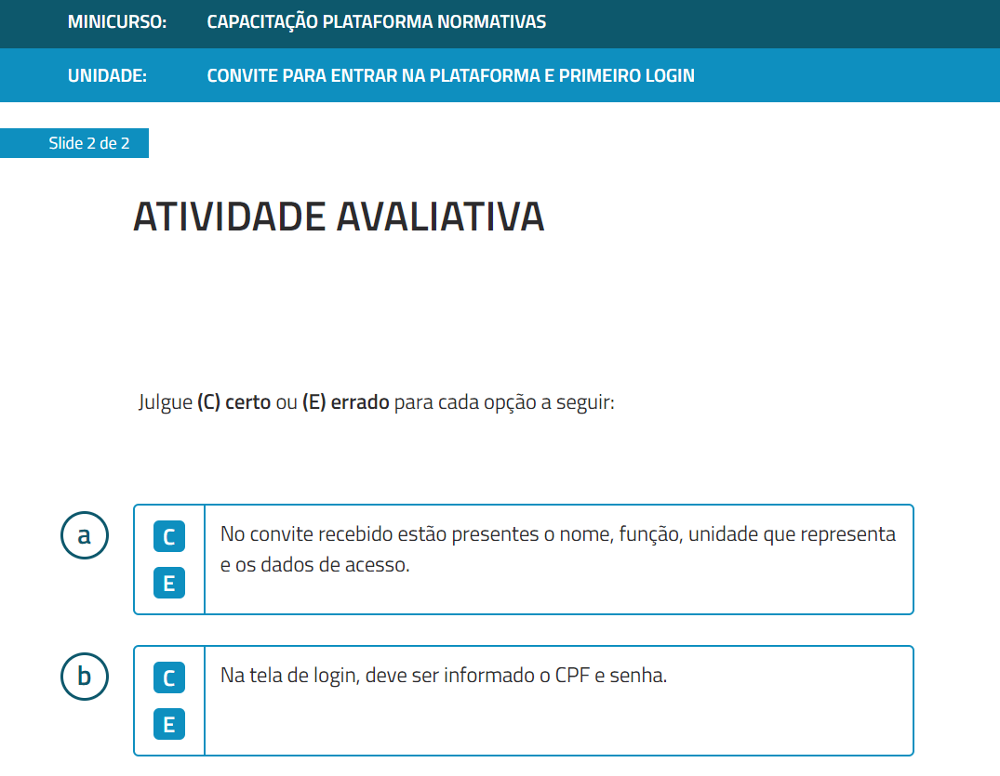 MINICURSO: CAPACITAÇÃO PLATAFORMA NORMATIVAS
UNIDADE: CONVITE PARA ENTRAR NA PLATAFORMA E PRIMEIRO LOGIN
Slide 2 de 2
ATIVIDADE AVALIATIVA
Julgue (C) certo ou (E) errado para cada opção a seguir:
a
C
E
No convite recebido estão presentes o nome, função, unidade que representa
e os dados de acesso.
b
C
E
Na tela de login, deve ser informado o CPF e senha.